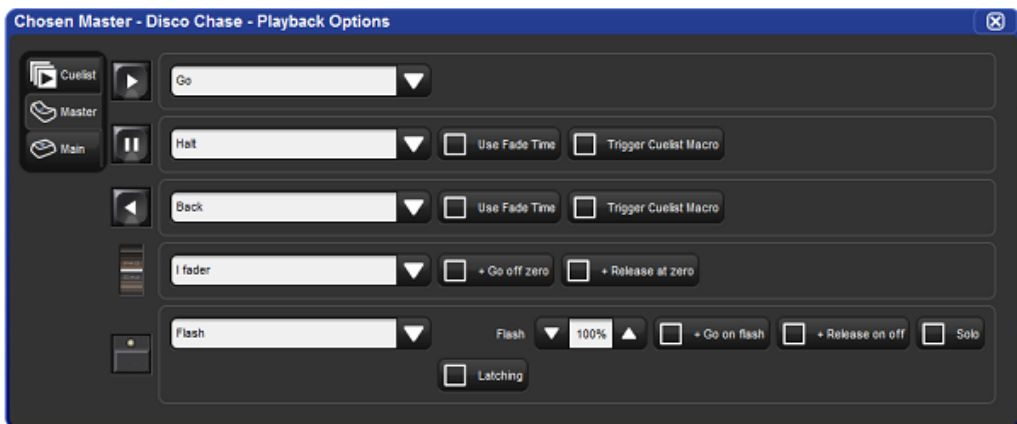 Chosen Master - Disco Chase - Playback Options
Cuelist
Go
Master
Main
Halt
Use Fade Time
Trigger Cuelist Macro
Back
Use Fade Time
Trigger Cuelist Macro
I fader
+ Go off zero
+ Release at zero
Flash
Flash
100%
+ Go on flash
+ Release on off
Solo
Latching